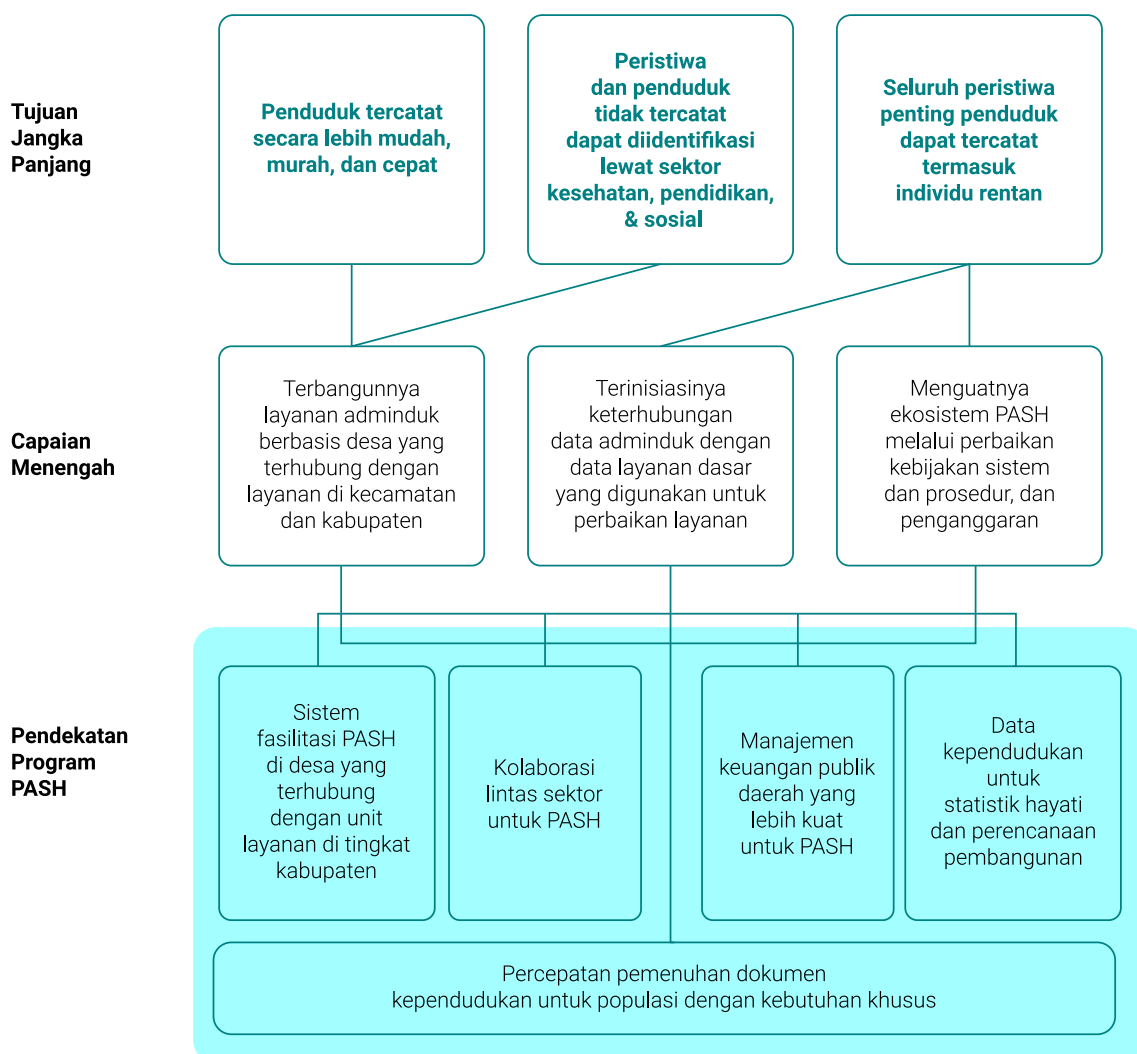 Tujuan
Jangka
Panjang
Penduduk tercatat
secara lebih mudah,
murah, dan cepat
Peristiwa
dan penduduk
tidak tercatat
dapat diidentifikasi
lewat sektor
kesehatan, pendidikan,
& sosial
Seluruh peristiwa
penting penduduk
dapat tercatat
termasuk
individu rentan
Capaian
Menengah
Terbangunnya
layanan adminduk
berbasis desa yang
terhubung dengan
layanan di kecamatan
dan kabupaten
Terinisiasinya
keterhubungan
data adminduk dengan
data layanan dasar
yang digunakan untuk
perbaikan layanan
Menguatnya
ekosistem PASH
melalui perbaikan
kebijakan sistem
dan prosedur, dan
penganggaran
Pendekatan
Program
PASH
Sistem
fasilitasi PASH
di desa yang
terhubung
dengan unit
layanan di tingkat
kabupaten
Kolaborasi
lintas sektor
untuk PASH
Manajemen
keuangan publik
daerah yang
lebih kuat
untuk PASH
Data
kependudukan
untuk
statistik hayati
dan perencanaan
pembangunan
Percepatan pemenuhan dokumen
kependudukan untuk populasi dengan kebutuhan khusus